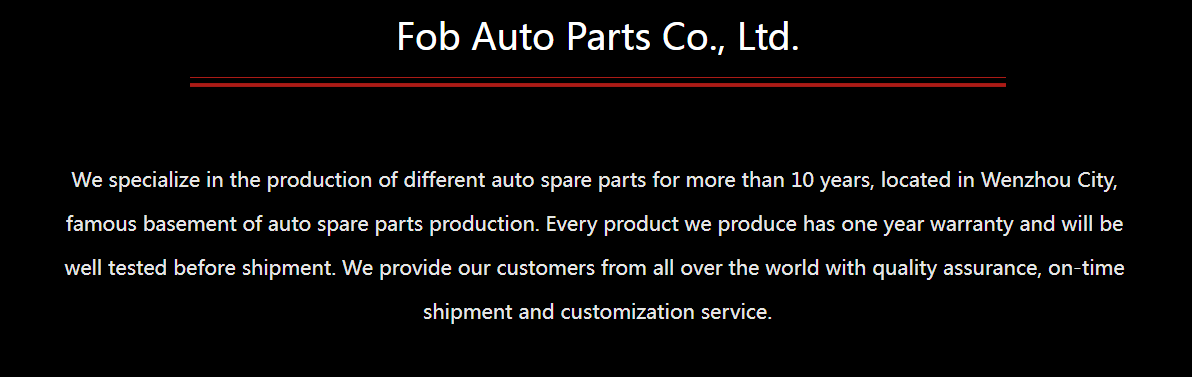 Fob Auto Parts Co., Ltd.
We specialize in the production of different auto spare parts for more than 10 years, located in Wenzhou City,
famous basement of auto spare parts production. Every product we produce has one year warranty and will be
well tested before shipment. We provide our customers from all over the world with quality assurance, on-time
shipment and customization service.